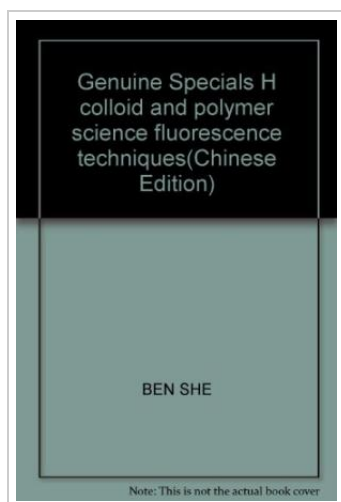 Genuine Specials H
colloid and polymer
science fluorescence
techniques(Chinese
Edition)
BEN SHE
Note: This is not the actual book cover